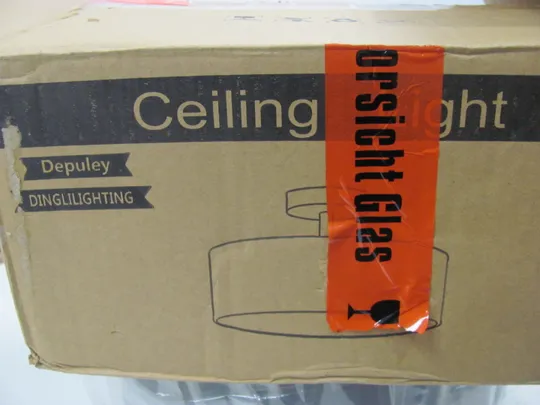 Ceiling ight
orsicht Glas
Depuley
DINGLILIGHTING